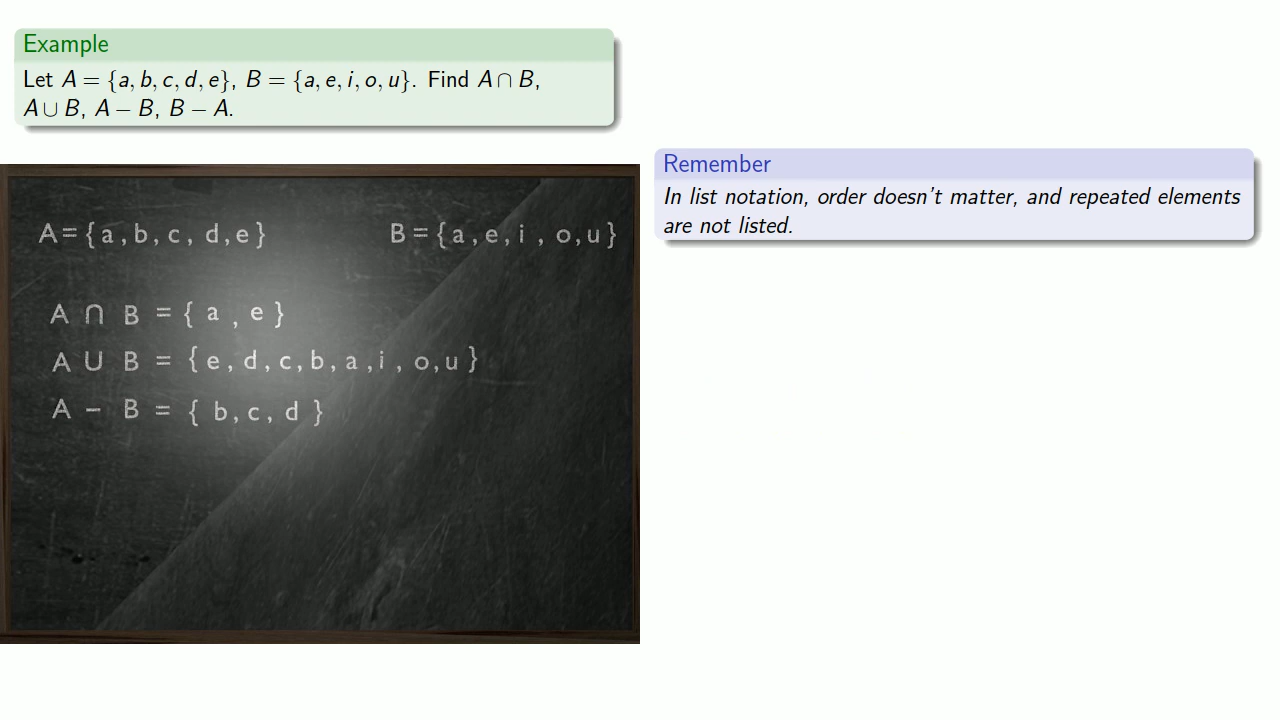 Example
Let A = {a, b, c, d, e}, B = {a, e, i, o, u}. Find A ∩ B,
A ∪ B, A − B, B − A.
Remember
In list notation, order doesn't matter, and repeated elements
are not listed.
A={a,b,c, d,e} B={a,e,i, o,u}
A ∩ B = { a , e }
A ∪ B = {e, d,c,b,a,i, o,u}
A − B = { b,c, d }